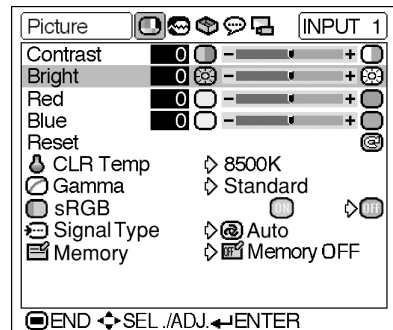 Picture INPUT 1
Contrast 0 - +
Bright 0 - +
Red 0 - +
Blue 0 - +
Reset
CLR Temp 8500K
Gamma Standard
sRGB ON OFF
Signal Type Auto
Memory OFF Memory OFF
END SEL ./ADJ. ENTER